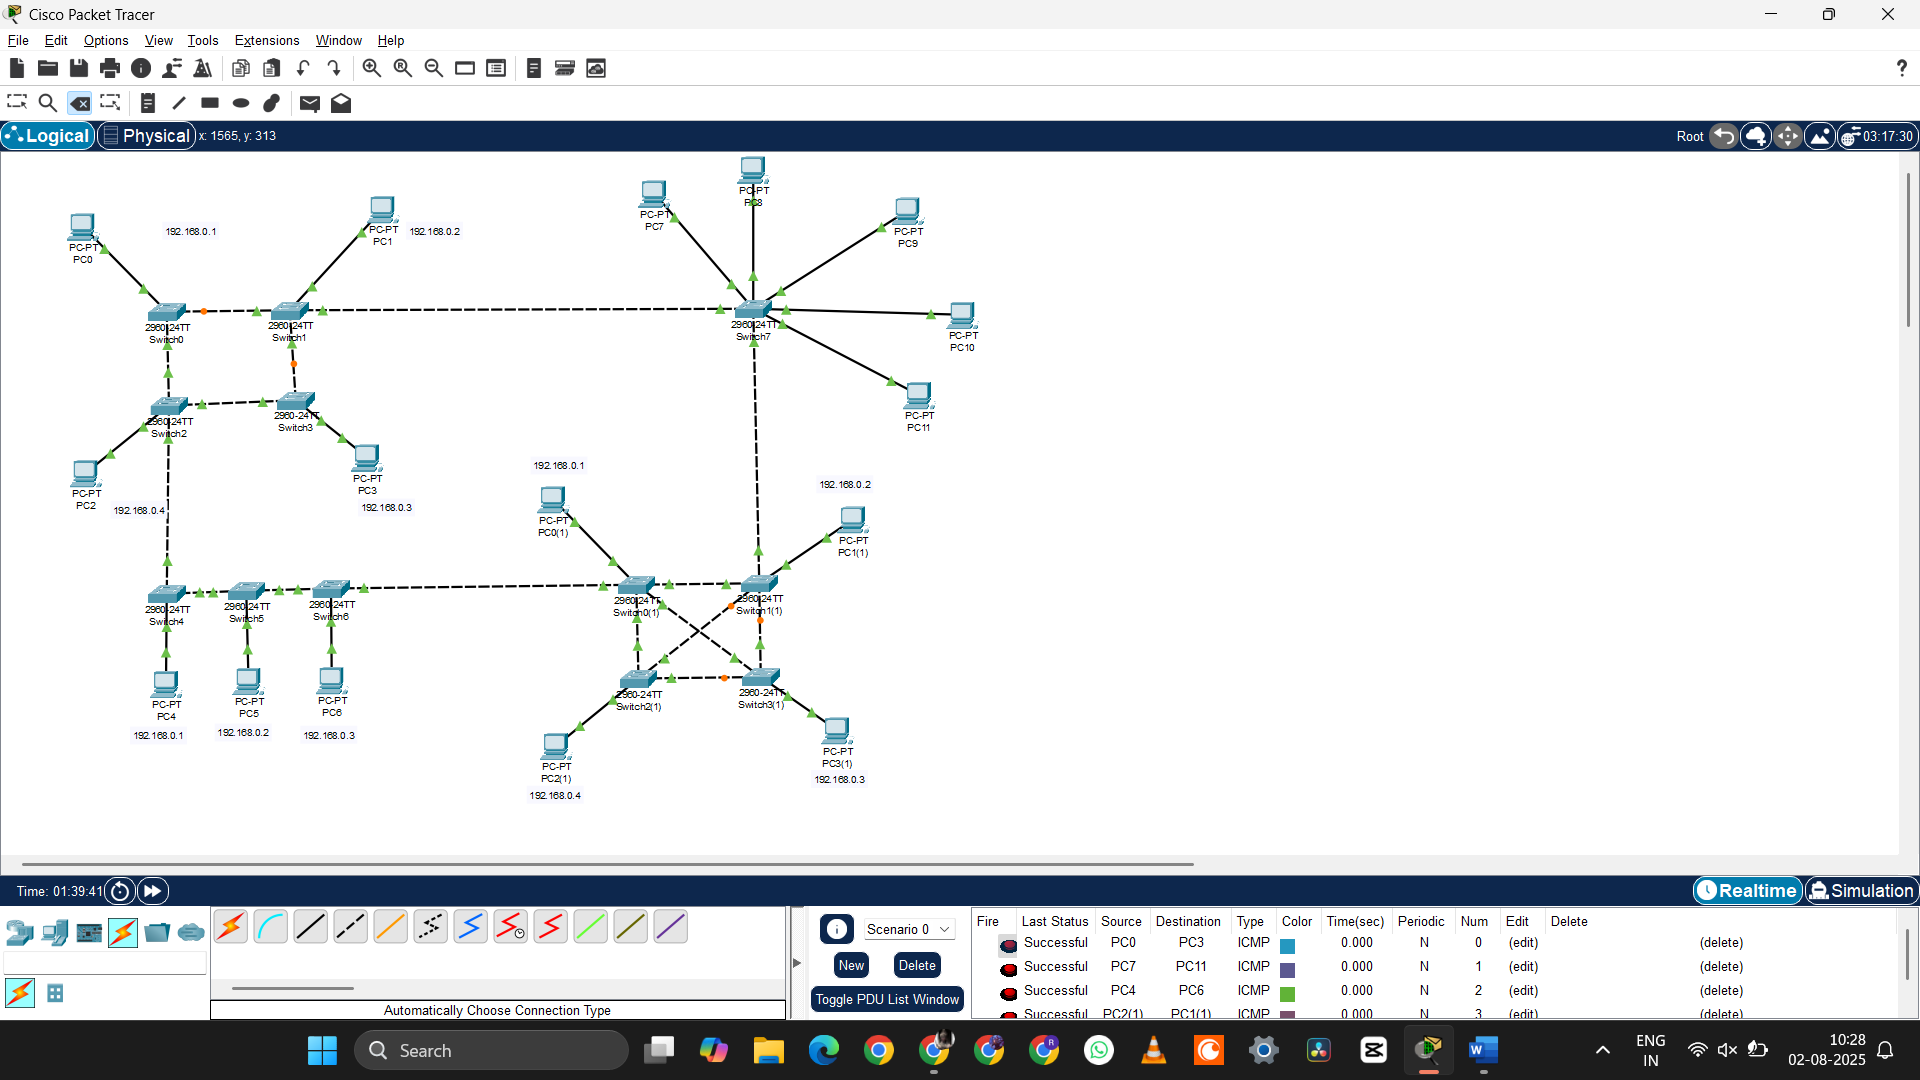 Cisco Packet Tracer
File Edit Options View Tools Extensions Window Help
?
Logical Physical x: 1565, y: 313 Root 03:17:30
PC-PT
PC0
192.168.0.1
PC-PT
PC1
192.168.0.2
PC-PT
PC7
PC-PT
PC8
PC-PT
PC9
PC-PT
PC10
PC-PT
PC11
2960-24TT
Switch0
2960-24TT
Switch1
2960-24TT
Switch7
2960-24TT
Switch2
2960-24TT
Switch3
PC-PT
PC2
192.168.0.4
PC-PT
PC3
192.168.0.3
192.168.0.1
PC-PT
PC0(1)
192.168.0.2
PC-PT
PC1(1)
2960-24TT
Switch4
2960-24TT
Switch5
2960-24TT
Switch6
2960-24TT
Switch0(1)
2960-24TT
Switch1(1)
2960-24TT
Switch2(1)
2960-24TT
Switch3(1)
PC-PT
PC4
192.168.0.1
PC-PT
PC5
192.168.0.2
PC-PT
PC6
192.168.0.3
PC-PT
PC2(1)
192.168.0.4
PC-PT
PC3(1)
192.168.0.3
Time: 01:39:41 Realtime Simulation
Scenario 0
New Delete
Toggle PDU List Window
Automatically Choose Connection Type
Fire Last Status Source Destination Type Color Time(sec) Periodic Num Edit Delete
Successful PC0 PC3 ICMP 0.000 N 0 (edit) (delete)
Successful PC7 PC11 ICMP 0.000 N 1 (edit) (delete)
Successful PC4 PC6 ICMP 0.000 N 2 (edit) (delete)
Successful PC2(1) PC1(1) ICMP 0.000 N 3 (edit) (delete)
Search
ENG
IN
10:28
02-08-2025